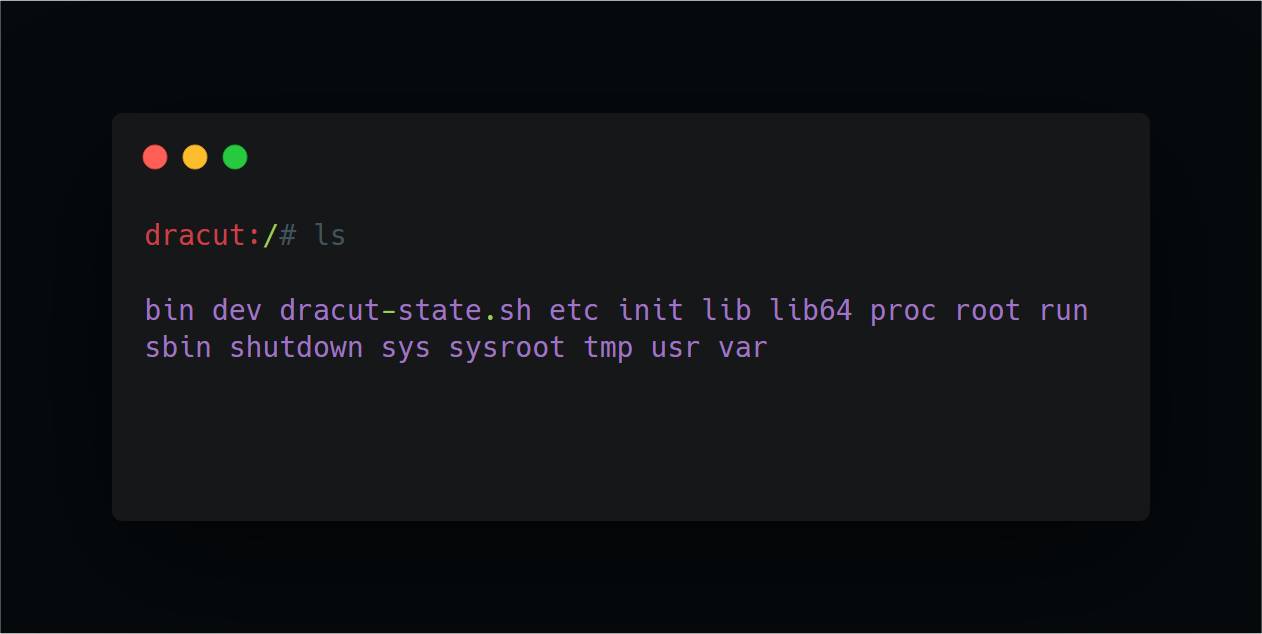 dracut:/# ls
bin dev dracut-state.sh etc init lib lib64 proc root run
sbin shutdown sys sysroot tmp usr var